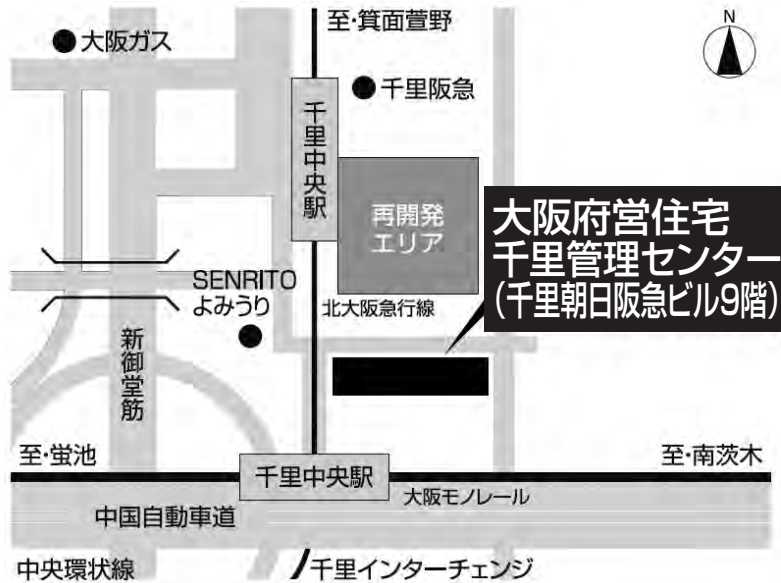 至・箕面萱野
N
大阪ガス
千里阪急
千里中央駅
再開発
エリア
大阪府営住宅
千里管理センター
(千里朝日阪急ビル9階)
SENRITO
よみうり
北大阪急行線
新御堂筋
至・蛍池
至・南茨木
千里中央駅
大阪モノレール
中国自動車道
中央環状線
千里インターチェンジ